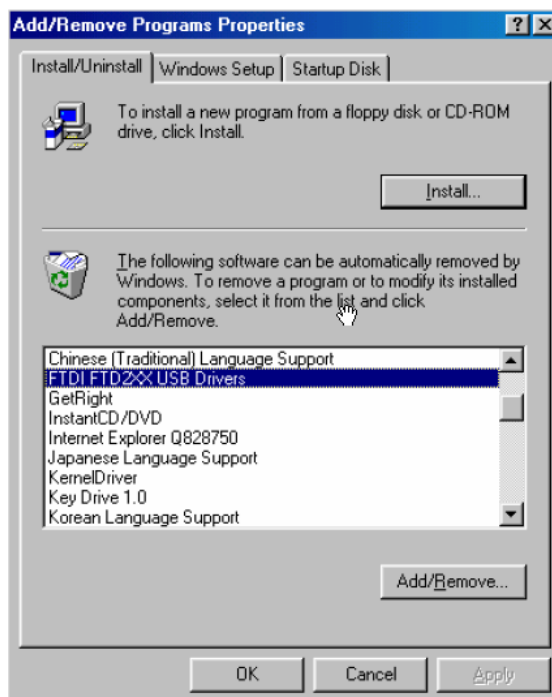 Add/Remove Programs Properties
Install/Uninstall Windows Setup Startup Disk
To install a new program from a floppy disk or CD-ROM
drive, click Install.
Install...
The following software can be automatically removed by
Windows. To remove a program or to modify its installed
components, select it from the list and click
Add/Remove.
Chinese (Traditional) Language Support
FTDI FTD2XX USB Drivers
GetRight
InstantCD/DVD
Internet Explorer Q828750
Japanese Language Support
KernelDriver
Key Drive 1.0
Korean Language Support
Add/Remove...
OK Cancel Apply